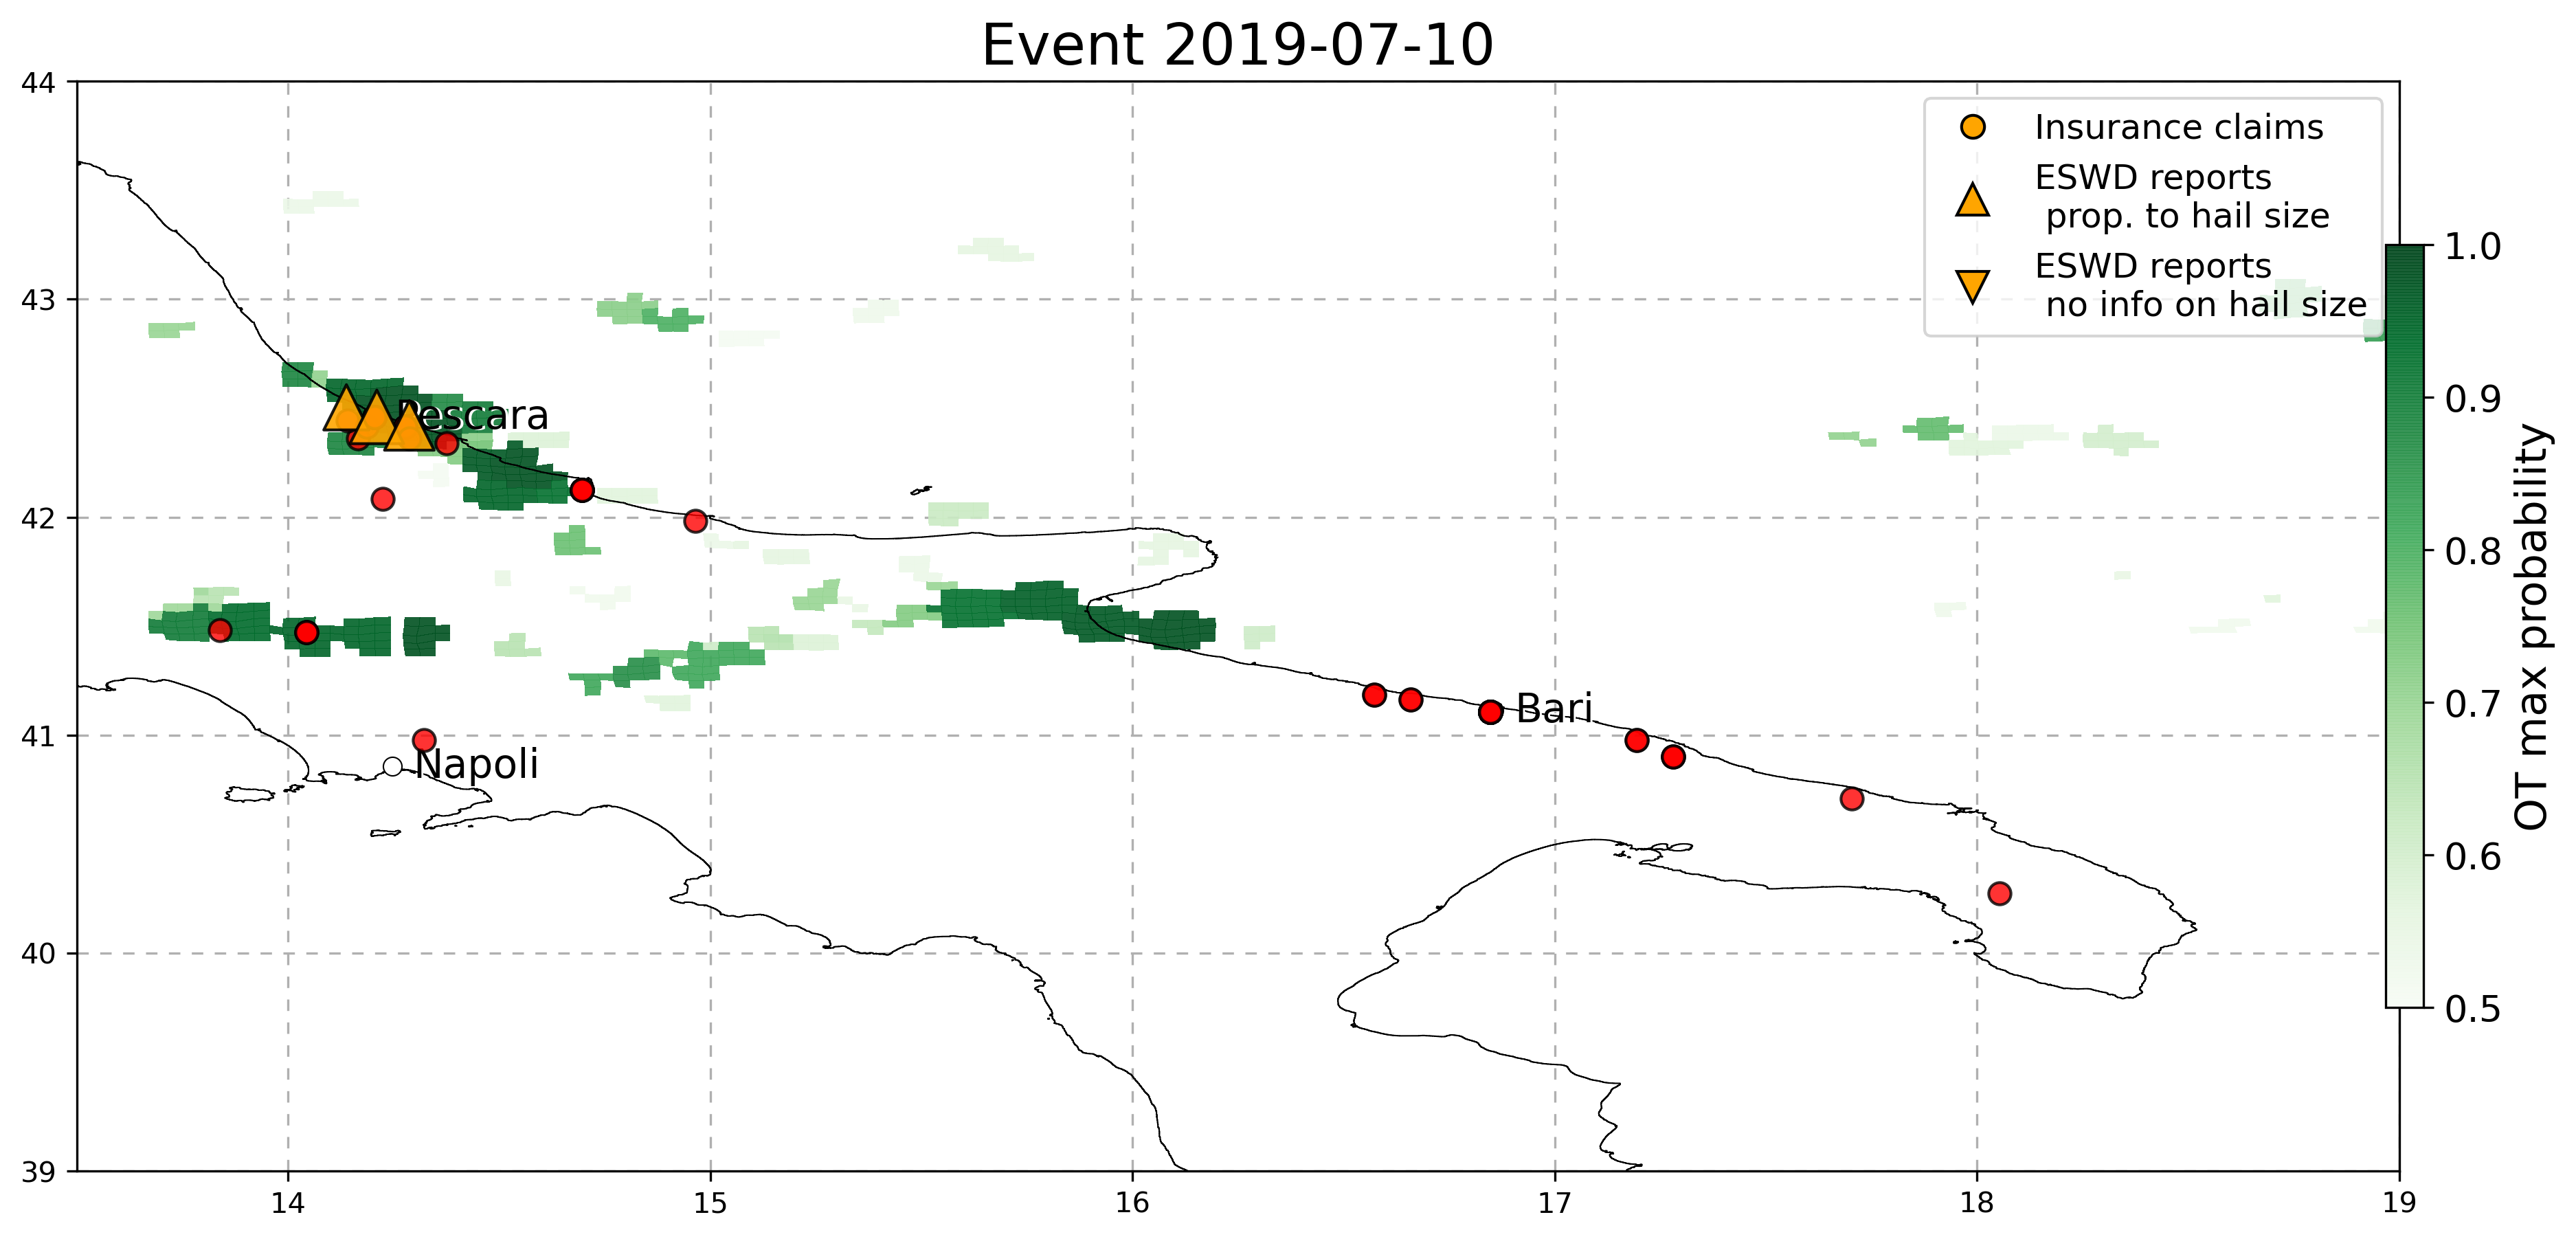 Event 2019-07-10
44
43
42
41
40
39
14
15
16
17
18
19
Insurance claims
ESWD reports
prop. to hail size
ESWD reports
no info on hail size
Pescara
Napoli
Bari
1.0
0.9
0.8
0.7
0.6
0.5
OT max probability